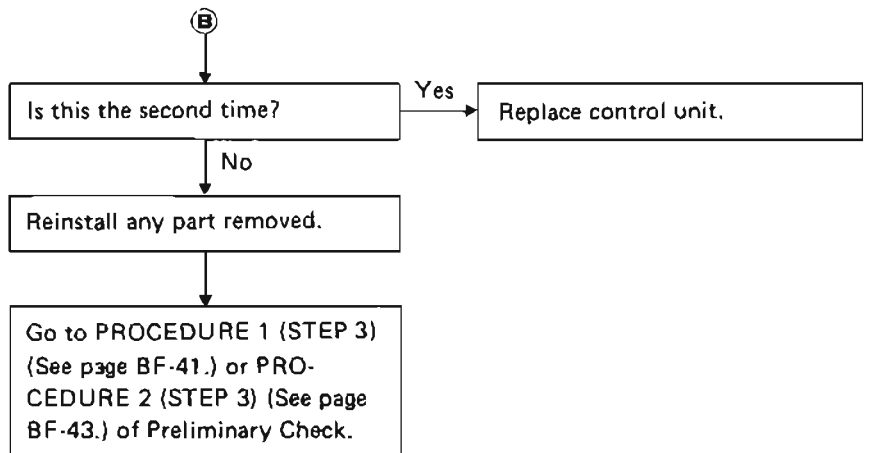 B
Is this the second time?
Yes
Replace control unit.
No
Reinstall any part removed.
Go to PROCEDURE 1 (STEP 3)
(See page BF-41.) or PRO-
CEDURE 2 (STEP 3) (See page
BF-43.) of Preliminary Check.